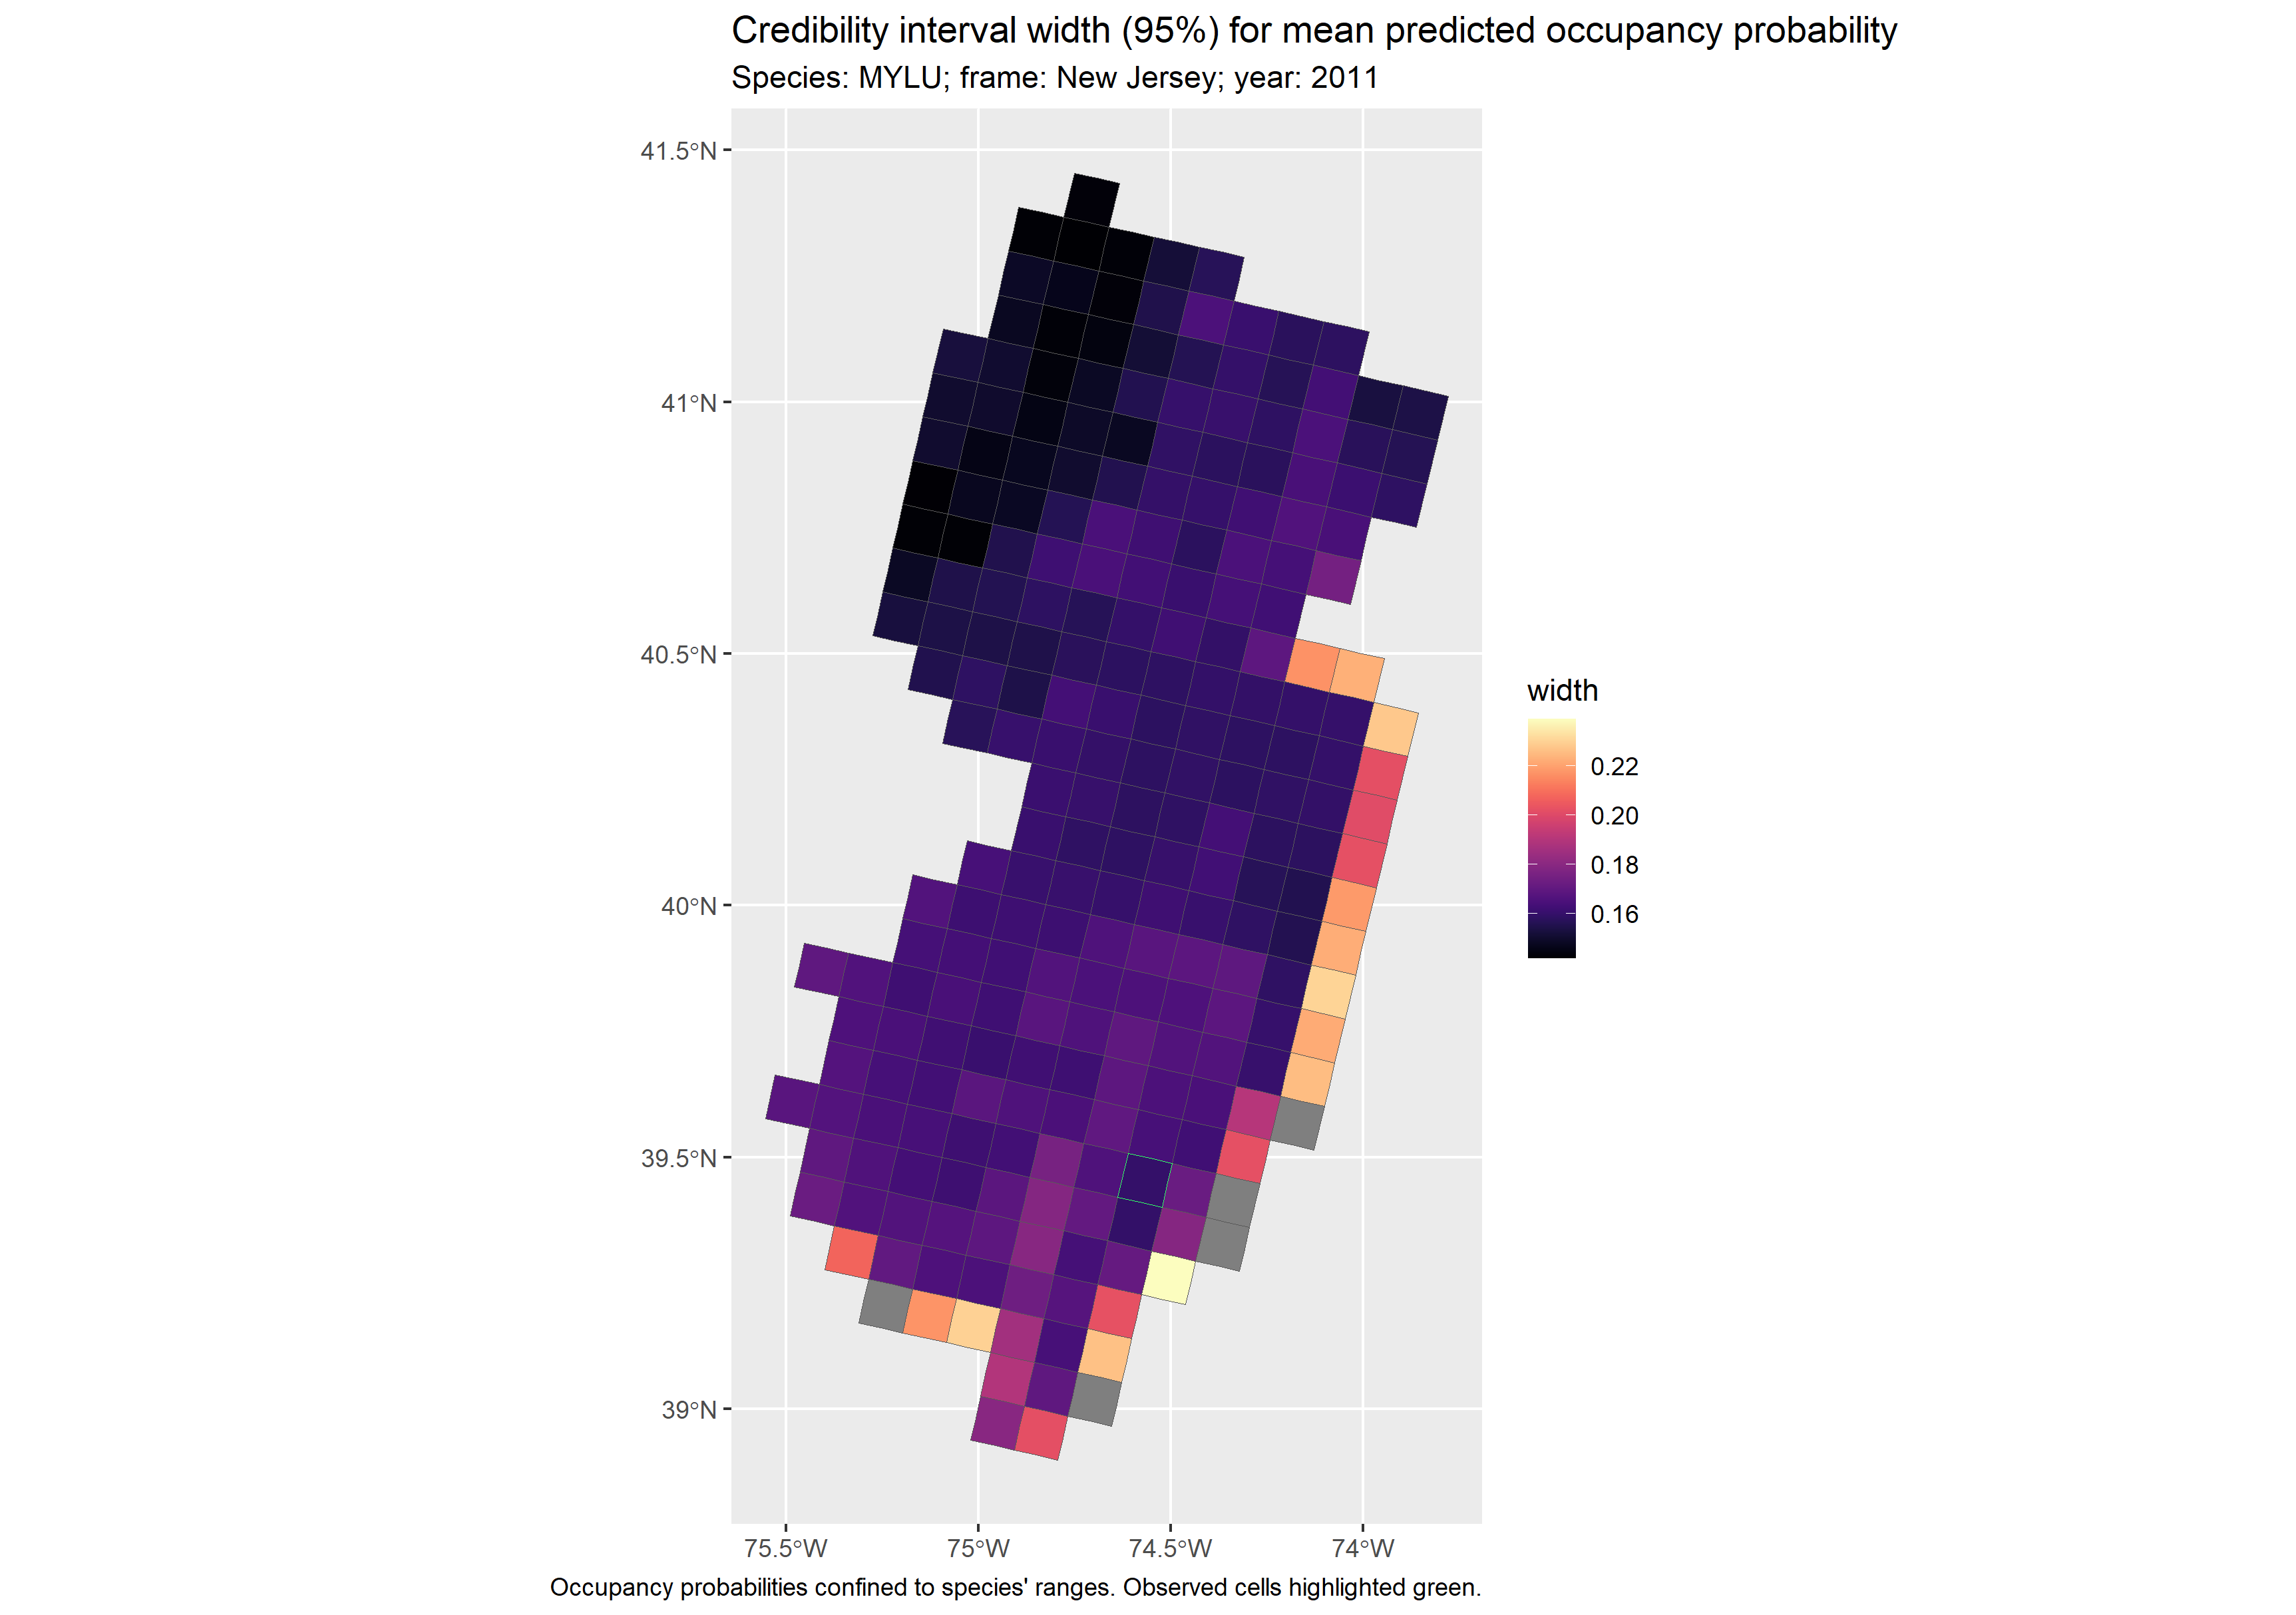 Credibility interval width (95%) for mean predicted occupancy probability
Species: MYLU; frame: New Jersey; year: 2011
41.5°N
41°N
40.5°N
40°N
39.5°N
39°N
75.5°W
75°W
74.5°W
74°W
width
0.22
0.20
0.18
0.16
Occupancy probabilities confined to species' ranges. Observed cells highlighted green.